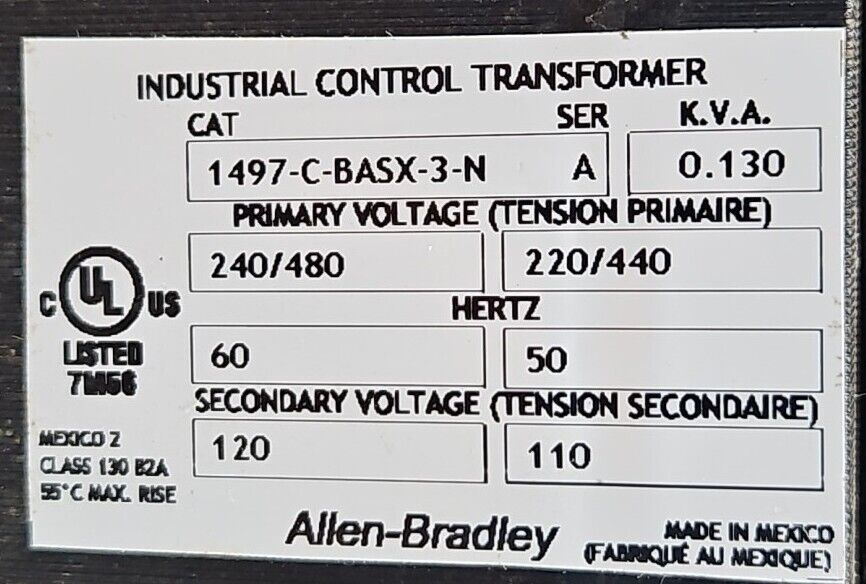 INDUSTRIAL CONTROL TRANSFORMER
CAT SER K.V.A.
1497-C-BASX-3-N A 0.130
PRIMARY VOLTAGE (TENSION PRIMAIRE)
240/480 220/440
HERTZ
60 50
SECONDARY VOLTAGE (TENSION SECONDAIRE)
120 110
C UL US
LISTED
MEXICO 2
CLASS 130 B2A
55°C MAX. RISE
Allen-Bradley
MADE IN MEXICO
(FABRIQUÉ AU MEXIQUE)